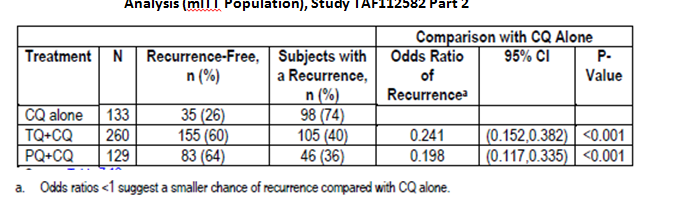 Analysis (mITT Population), Study TAF112582 Part 2
Comparison with CQ Alone
Treatment N Recurrence-Free, n (%) Subjects with a Recurrence, n (%) Odds Ratio of Recurrenceᵃ 95% CI P-Value
CQ alone 133 35 (26) 98 (74)
TQ+CQ 260 155 (60) 105 (40) 0.241 (0.152,0.382) <0.001
PQ+CQ 129 83 (64) 46 (36) 0.198 (0.117,0.335) <0.001
a. Odds ratios <1 suggest a smaller chance of recurrence compared with CQ alone.